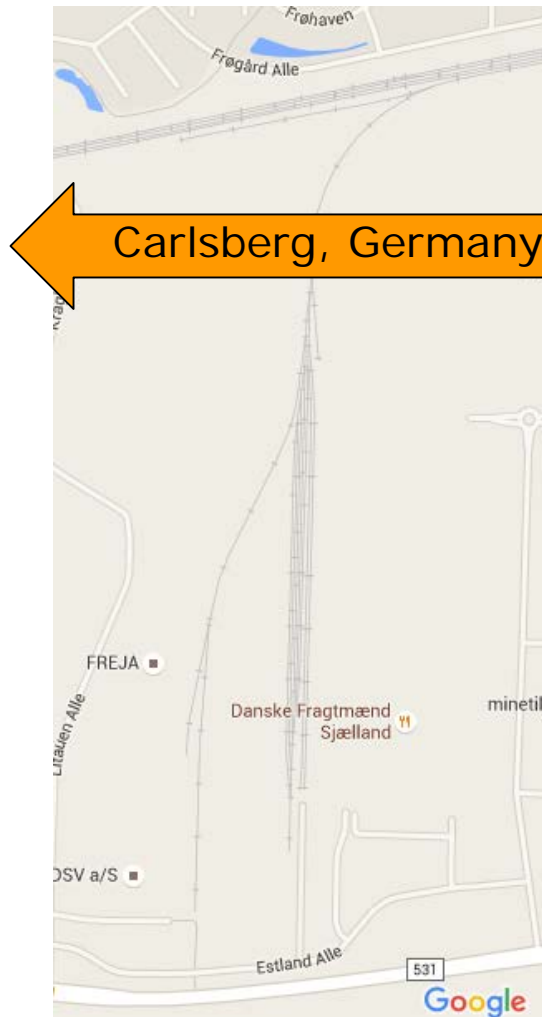 Frøhaven
Frøgård Alle
Carlsberg, Germany
FREJA
Litauen Alle
Danske Fragtmænd
Sjælland
minetil
DSV a/S
Estland Alle
531
Google